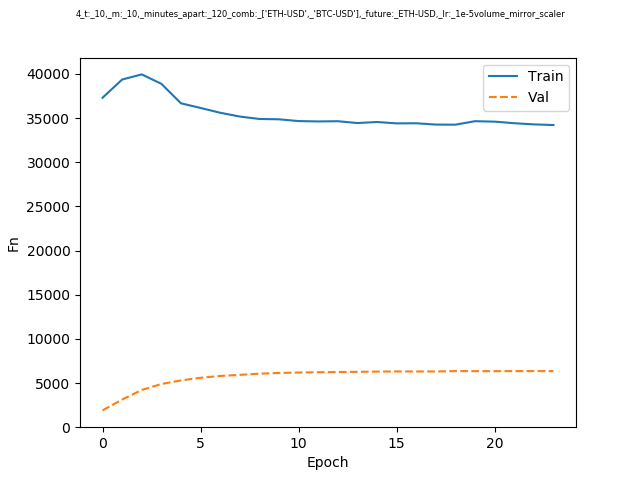 4_t:_10,_m:_10,_minutes_apart:_120_comb:_['ETH-USD',_'BTC-USD'],_future:_ETH-USD,_lr:_1e-5volume_mirror_scaler
Train
Val
40000
35000
30000
25000
20000
15000
10000
5000
0
Fn
0 5 10 15 20
Epoch